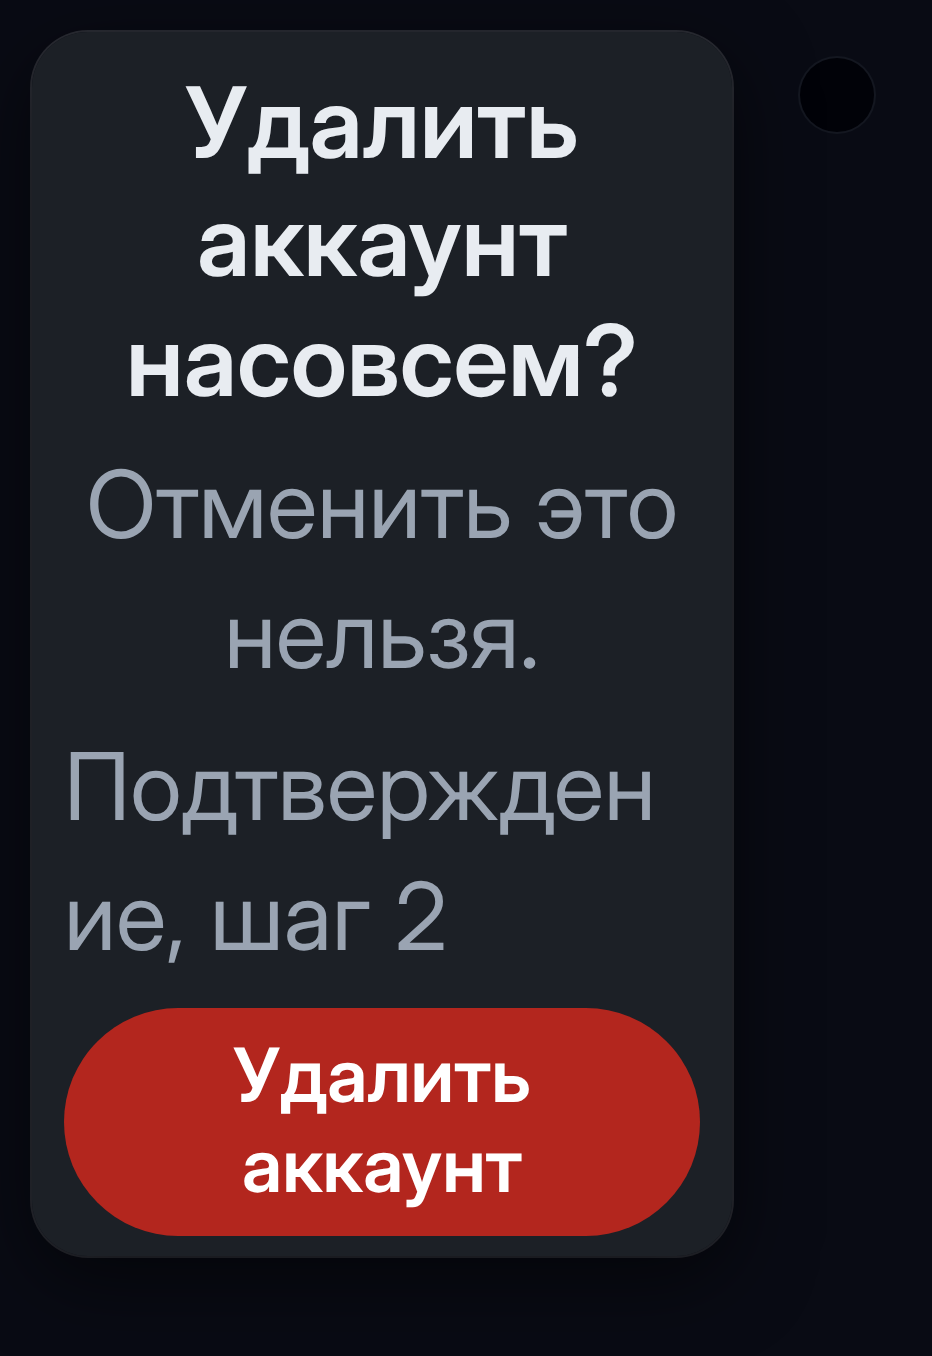 Удалить
аккаунт
насовсем?
Отменить это
нельзя.
Подтвержден
ие, шаг 2
Удалить
аккаунт